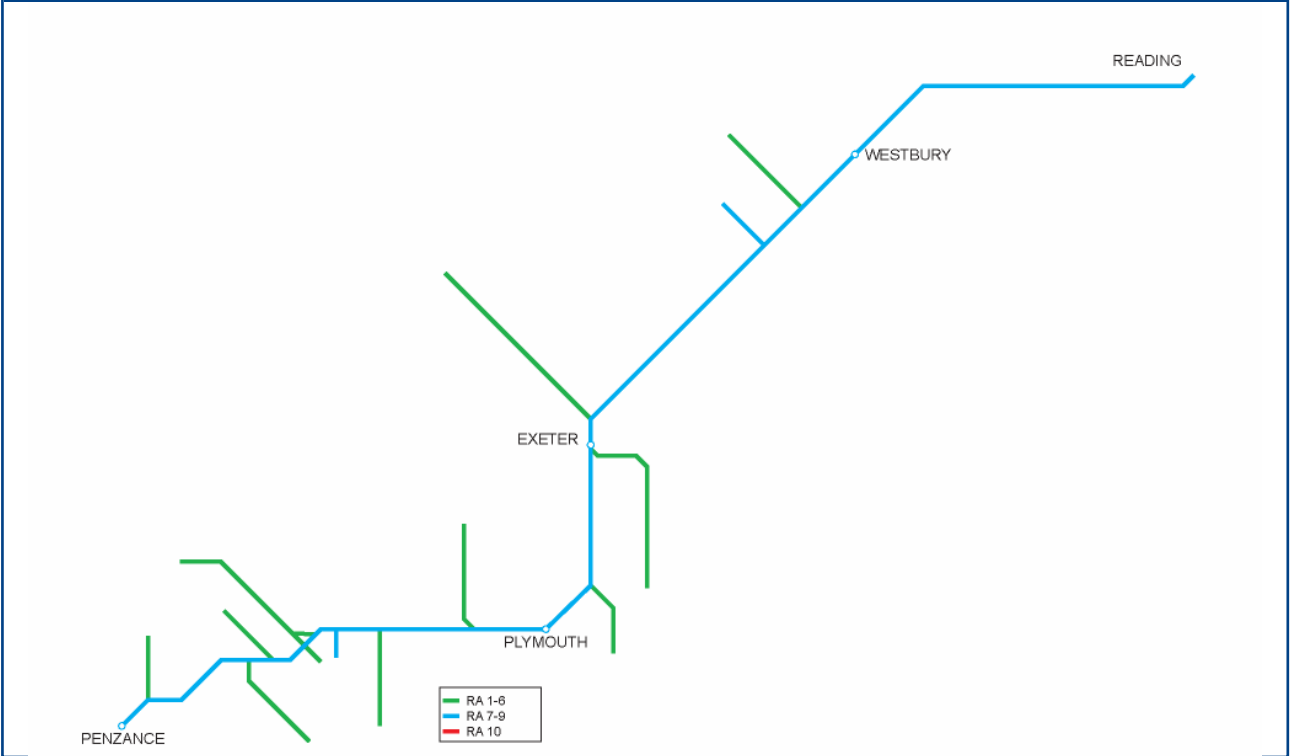 READING
WESTBURY
EXETER
PLYMOUTH
RA 1-6
RA 7-9
RA 10
PENZANCE